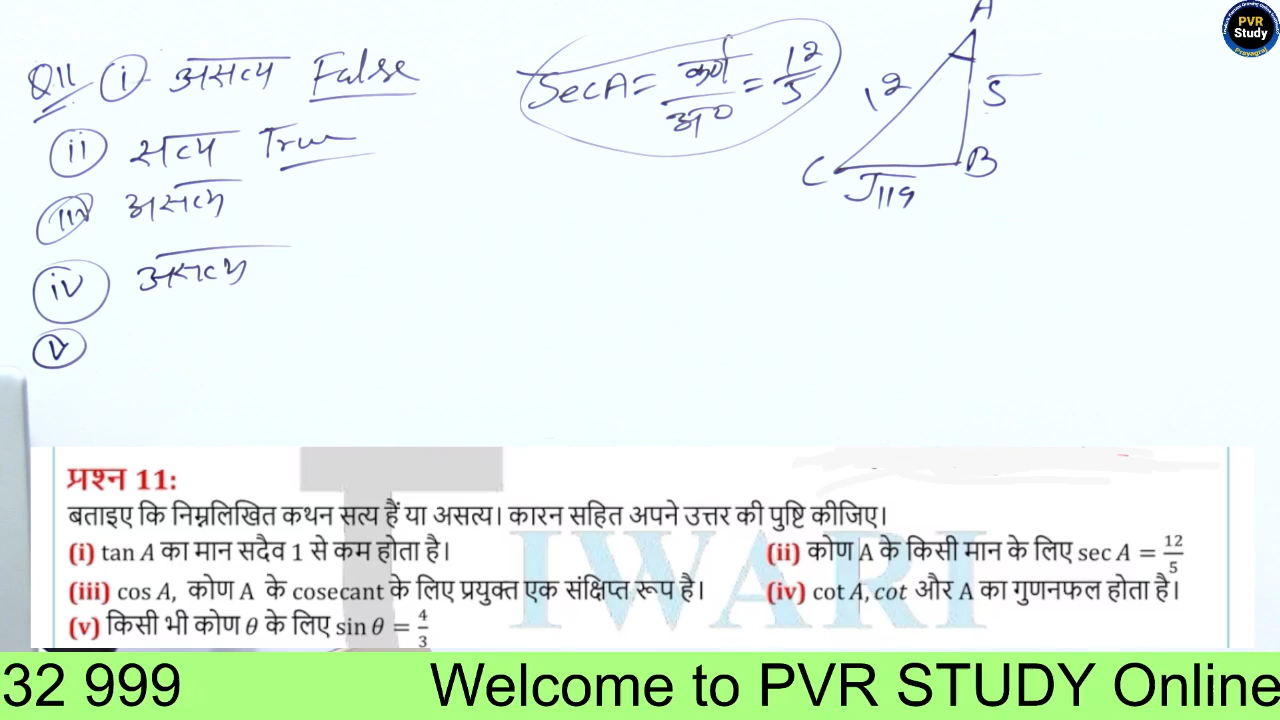 Q11 (i) असत्य False
(ii) सत्य True
(iii) असत्य
(iv) असत्य
(v)
Sec A = कर्ण/आ० = 12/5
A
12
5
C
B
√119
PVR
Study
Prayagraj
प्रश्न 11:
बताइए कि निम्नलिखित कथन सत्य हैं या असत्य। कारन सहित अपने उत्तर की पुष्टि कीजिए।
(i) tan A का मान सदैव 1 से कम होता है। (ii) कोण A के किसी मान के लिए sec A = 12/5
(iii) cos A, कोण A के cosecant के लिए प्रयुक्त एक संक्षिप्त रूप है। (iv) cot A, cot और A का गुणनफल होता है।
(v) किसी भी कोण θ के लिए sin θ = 4/3
TIWARI
32 999 Welcome to PVR STUDY Online